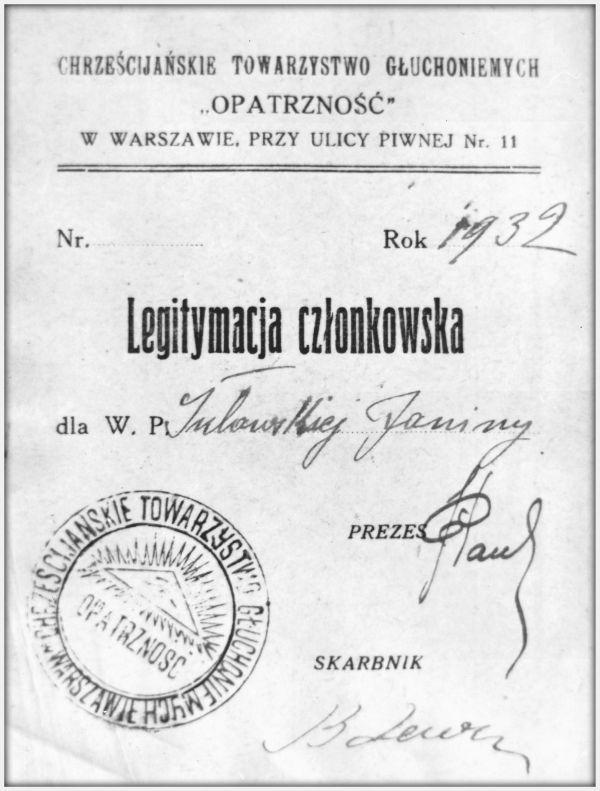 CHRZEŚCIJAŃSKIE TOWARZYSTWO GŁUCHONIEMYCH
„OPATRZNOŚĆ”
W WARSZAWIE, PRZY ULICY PIWNEJ Nr. 11
Nr.
Rok 1932
Legitymacja członkowska
dla W. P. Janiny
PREZES
CHRZEŚCIJAŃSKIE TOWARZYSTWO GŁUCHONIEMYCH W WARSZAWIE
OPATRZNOŚĆ
SKARBNIK